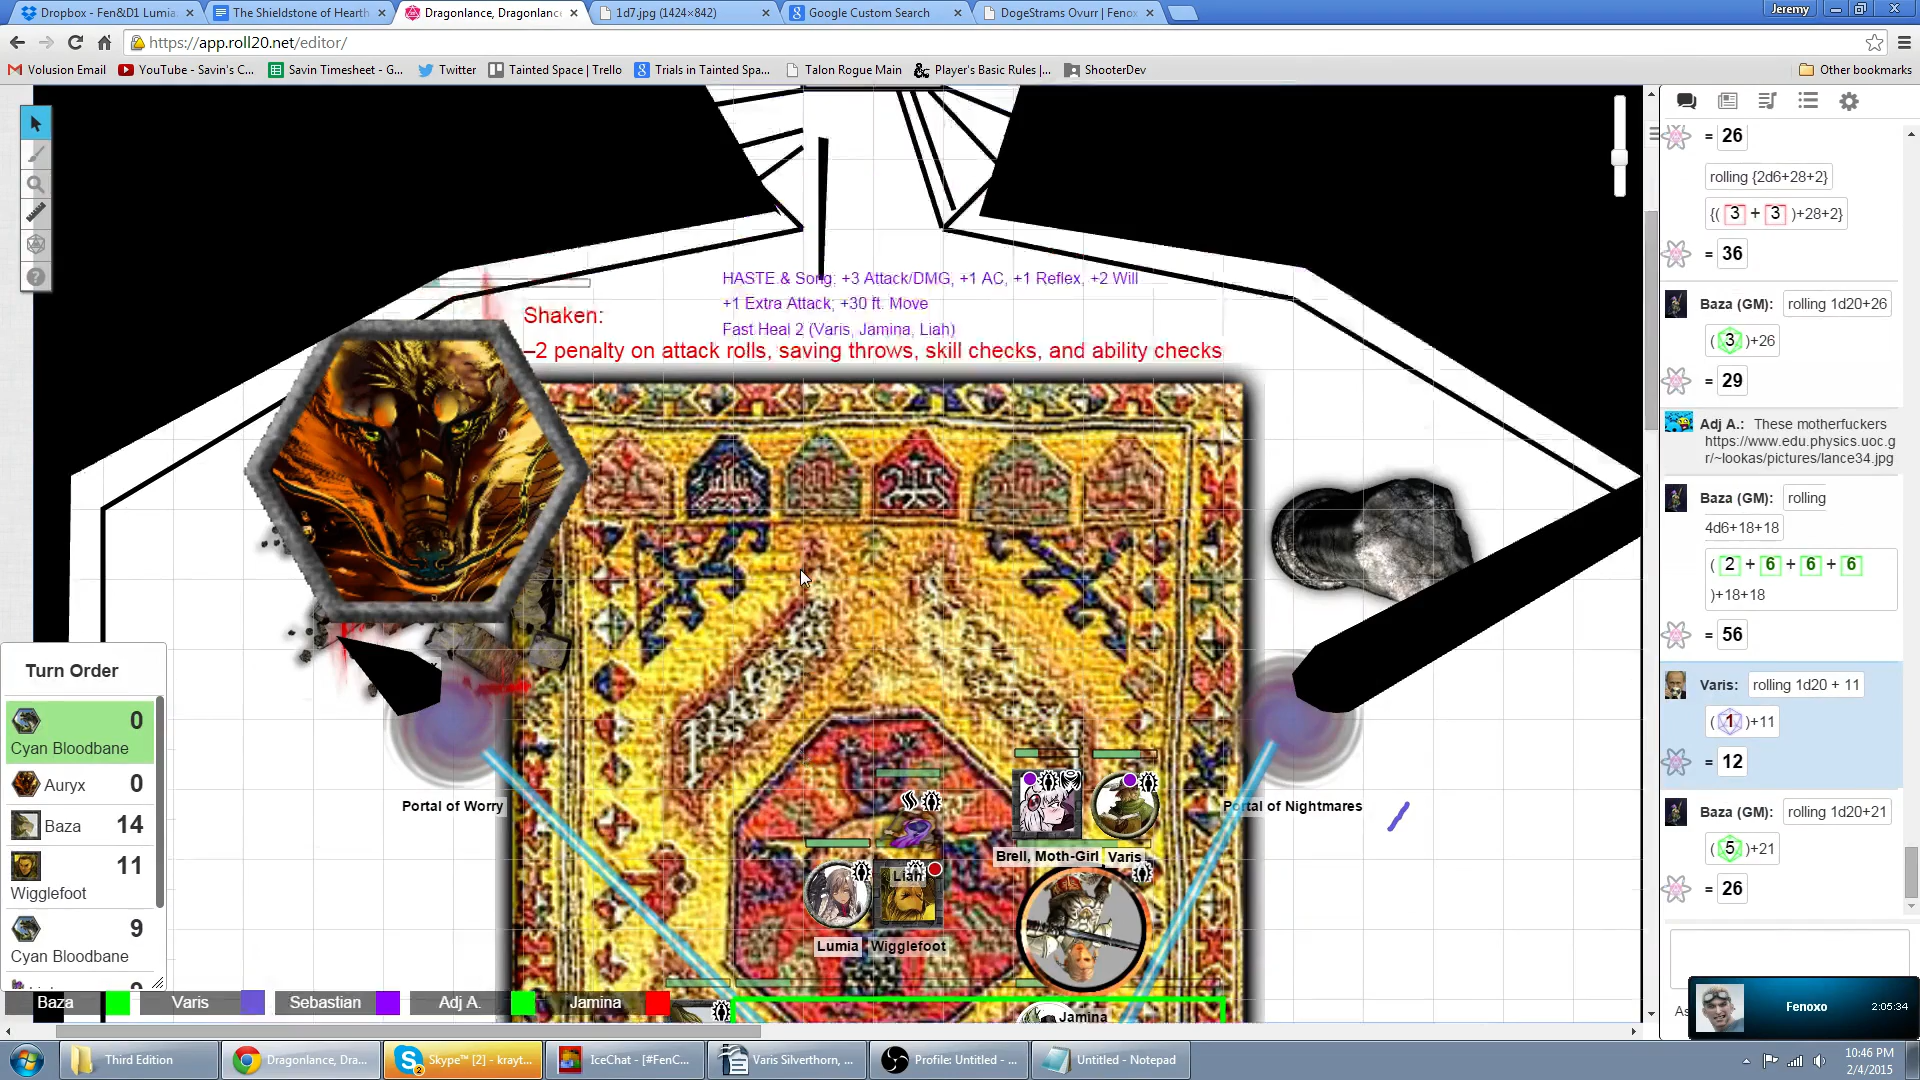 Dropbox - Fen&D1 Lumia:
The Shieldstone of Hearth
Dragonlance, Dragonlanc
1d7.jpg (1424×842)
Google Custom Search
DogeStrams Ovurr | Fenox
Jeremy
https://app.roll20.net/editor/
Volusion Email
YouTube - Savin's C...
Savin Timesheet - G...
Twitter
Tainted Space | Trello
Trials in Tainted Spa...
Talon Rogue Main
Player's Basic Rules |...
ShooterDev
Other bookmarks
HASTE & Song: +3 Attack/DMG, +1 AC, +1 Reflex, +2 Will
+1 Extra Attack; +30 ft. Move
Fast Heal 2 (Varis, Jamina, Liah)
Shaken:
–2 penalty on attack rolls, saving throws, skill checks, and ability checks
Portal of Worry
Portal of Nightmares
Brell, Moth-Girl
Varis
Liah
Lumia
Wigglefoot
Jamina
Turn Order
0
Cyan Bloodbane
Auryx 0
Baza 14
11
Wigglefoot
9
Cyan Bloodbane
Baza
Varis
Sebastian
Adj A.
Jamina
= 26
rolling {2d6+28+2}
{( 3 + 3 )+28+2}
= 36
Baza (GM): rolling 1d20+26
( 3 )+26
= 29
Adj A.: These motherfuckers
https://www.edu.physics.uoc.g
r/~lookas/pictures/lance34.jpg
Baza (GM): rolling
4d6+18+18
( 2 + 6 + 6 + 6
)+18+18
= 56
Varis: rolling 1d20 + 11
( 1 )+11
= 12
Baza (GM): rolling 1d20+21
( 5 )+21
= 26
As
Fenoxo
2:05:34
Third Edition
Dragonlance, Dra...
Skype™ [2] - krayt...
2
IceChat - [#FenC...
Varis Silverthorn, ...
Profile: Untitled - ...
Untitled - Notepad
10:46 PM
2/4/2015